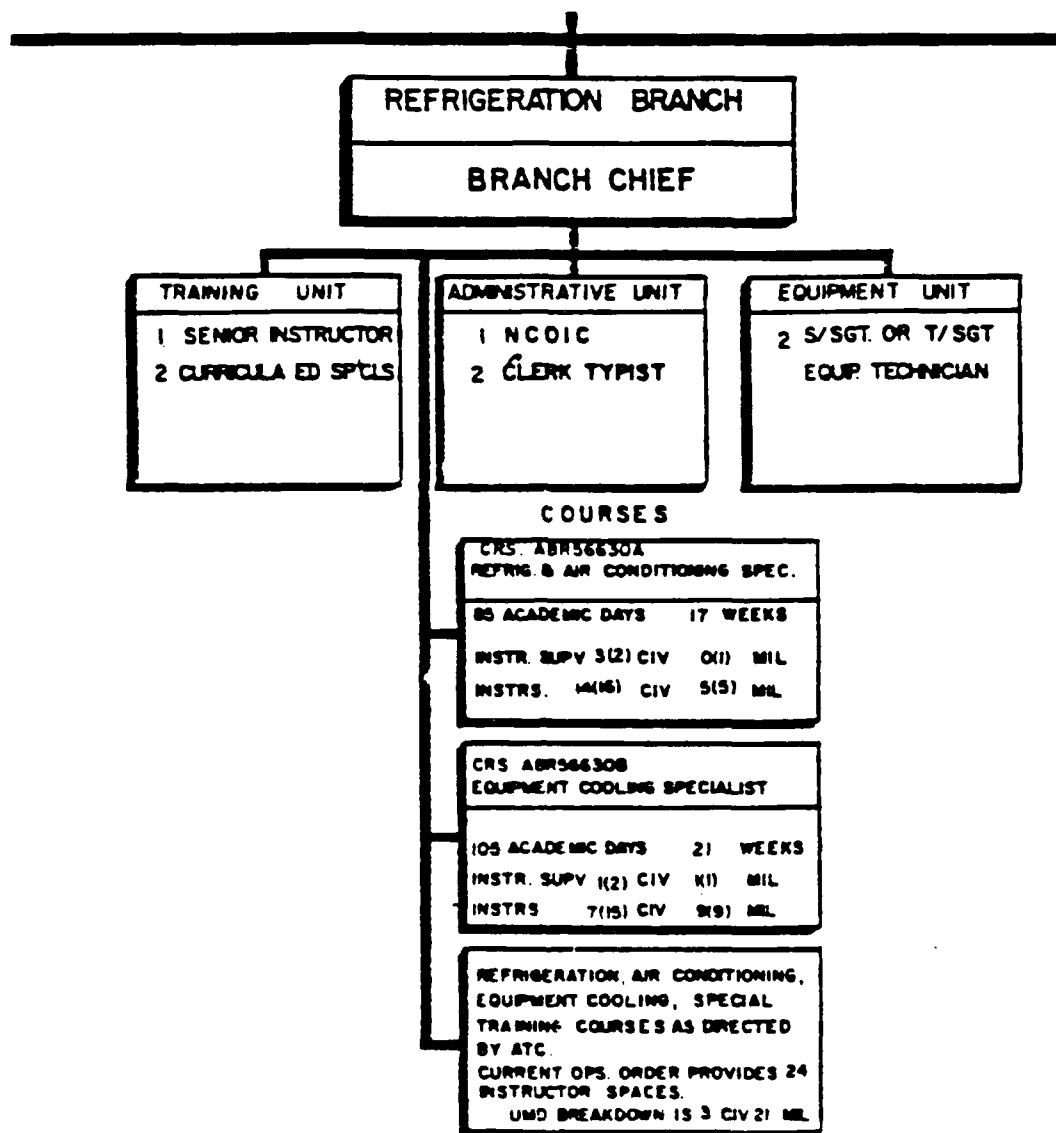 REFRIGERATION BRANCH
BRANCH CHIEF
TRAINING UNIT
1 SENIOR INSTRUCTOR
2 CURRICULA ED SP'CLS
ADMINISTRATIVE UNIT
1 NCOIC
2 CLERK TYPIST
EQUIPMENT UNIT
2 S/SGT. OR T/SGT
EQUIP. TECHNICIAN
COURSES
CRS. ABR56630A
REFRIG. & AIR CONDITIONING SPEC.
85 ACADEMIC DAYS 17 WEEKS
INSTR. SUPV 3(2) CIV 0(1) MIL
INSTRS. 14(16) CIV 5(5) MIL
CRS ABR56630B
EQUIPMENT COOLING SPECIALIST
105 ACADEMIC DAYS 21 WEEKS
INSTR. SUPV 1(2) CIV 1(1) MIL
INSTRS 7(15) CIV 9(9) MIL
REFRIGERATION, AIR CONDITIONING,
EQUIPMENT COOLING, SPECIAL
TRAINING COURSES AS DIRECTED
BY ATC.
CURRENT OPS. ORDER PROVIDES 24
INSTRUCTOR SPACES.
UMD BREAKDOWN IS 3 CIV 21 MIL